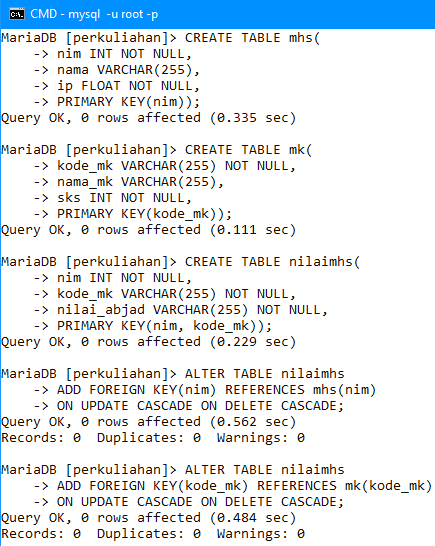 CMD - mysql  -u root -p
MariaDB [perkuliahan]> CREATE TABLE mhs(
    -> nim INT NOT NULL,
    -> nama VARCHAR(255),
    -> ip FLOAT NOT NULL,
    -> PRIMARY KEY(nim));
Query OK, 0 rows affected (0.335 sec)
MariaDB [perkuliahan]> CREATE TABLE mk(
    -> kode_mk VARCHAR(255) NOT NULL,
    -> nama_mk VARCHAR(255),
    -> sks INT NOT NULL,
    -> PRIMARY KEY(kode_mk));
Query OK, 0 rows affected (0.111 sec)
MariaDB [perkuliahan]> CREATE TABLE nilaimhs(
    -> nim INT NOT NULL,
    -> kode_mk VARCHAR(255) NOT NULL,
    -> nilai_abjad VARCHAR(255) NOT NULL,
    -> PRIMARY KEY(nim, kode_mk));
Query OK, 0 rows affected (0.229 sec)
MariaDB [perkuliahan]> ALTER TABLE nilaimhs
    -> ADD FOREIGN KEY(nim) REFERENCES mhs(nim)
    -> ON UPDATE CASCADE ON DELETE CASCADE;
Query OK, 0 rows affected (0.562 sec)
Records: 0  Duplicates: 0  Warnings: 0
MariaDB [perkuliahan]> ALTER TABLE nilaimhs
    -> ADD FOREIGN KEY(kode_mk) REFERENCES mk(kode_mk)
    -> ON UPDATE CASCADE ON DELETE CASCADE;
Query OK, 0 rows affected (0.484 sec)
Records: 0  Duplicates: 0  Warnings: 0